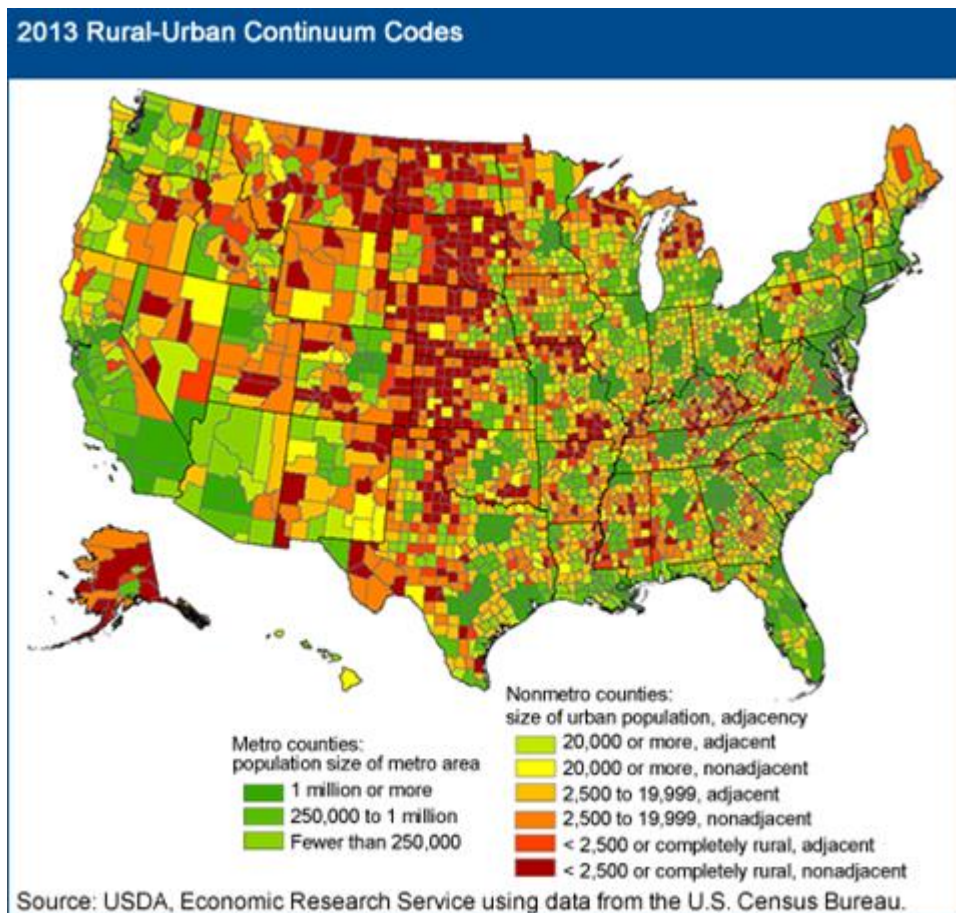 2013 Rural-Urban Continuum Codes
Metro counties:
population size of metro area
1 million or more
250,000 to 1 million
Fewer than 250,000
Nonmetro counties:
size of urban population, adjacency
20,000 or more, adjacent
20,000 or more, nonadjacent
2,500 to 19,999, adjacent
2,500 to 19,999, nonadjacent
< 2,500 or completely rural, adjacent
< 2,500 or completely rural, nonadjacent
Source: USDA, Economic Research Service using data from the U.S. Census Bureau.